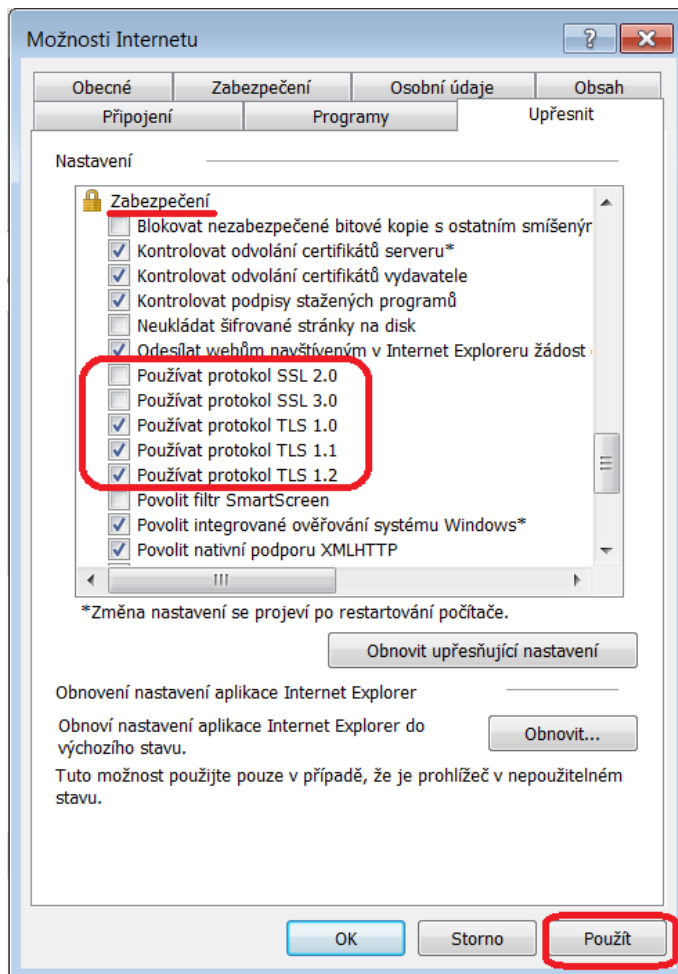 Možnosti Internetu
Obecné Zabezpečení Osobní údaje Obsah
Připojení Programy Upřesnit
Nastavení
Zabezpečení
Blokovat nezabezpečené bitové kopie s ostatním smíšeným
Kontrolovat odvolání certifikátů serveru*
Kontrolovat odvolání certifikátů vydavatele
Kontrolovat podpisy stažených programů
Neukládat šifrované stránky na disk
Odesílat webům navštíveným v Internet Exploreru žádost
Používat protokol SSL 2.0
Používat protokol SSL 3.0
Používat protokol TLS 1.0
Používat protokol TLS 1.1
Používat protokol TLS 1.2
Povolit filtr SmartScreen
Povolit integrované ověřování systému Windows*
Povolit nativní podporu XMLHTTP
*Změna nastavení se projeví po restartování počítače.
Obnovit upřesňující nastavení
Obnovení nastavení aplikace Internet Explorer
Obnoví nastavení aplikace Internet Explorer do
výchozího stavu.
Obnovit...
Tuto možnost použijte pouze v případě, že je prohlížeč v nepoužitelném
stavu.
OK Storno Použít